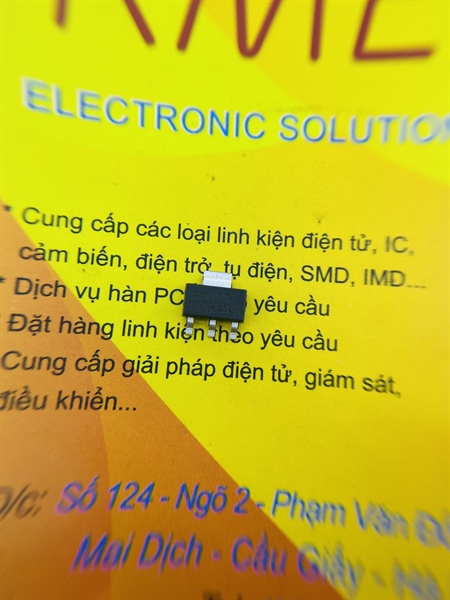 ELECTRONIC SOLUTION
* Cung cấp các loại linh kiện điện tử, IC,
cảm biến, điện trở, tụ điện, SMD, IMD...
* Dịch vụ hàn PC yêu cầu
* Đặt hàng linh kiện theo yêu cầu
Cung cấp giải pháp điện tử, giám sát,
điều khiển...
Đ/c: Số 124 - Ngõ 2 - Phạm Văn
Mai Dịch - Cầu Giấy -